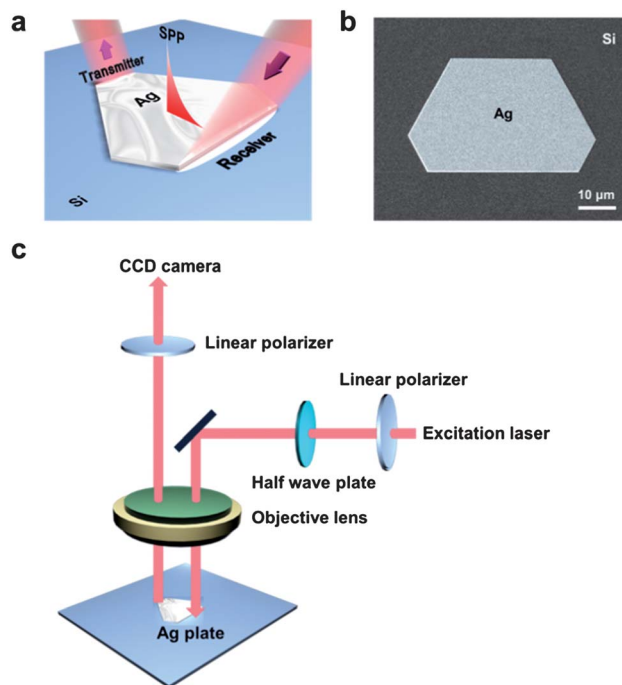 a
SPP
Transmitter
Ag
Receiver
Si
b
Si
Ag
10 μm
c
CCD camera
Linear polarizer
Linear polarizer
Excitation laser
Half wave plate
Objective lens
Ag plate